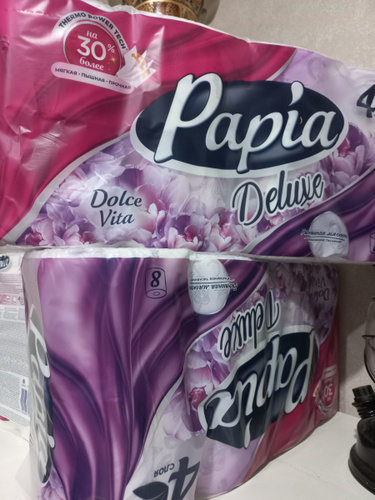 THERMO POWER TECH
на
30%
более
МЯГКАЯ • ПЫШНАЯ • ПРОЧНАЯ
Papia
4
Deluxe
Dolce
Vita
8
Deluxe
Papia
4
СЛОЯ